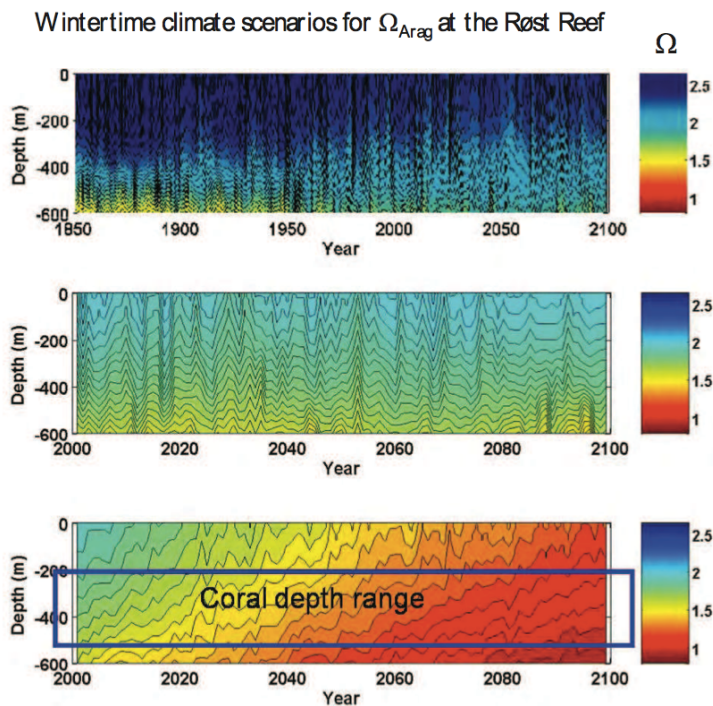 Wintertime climate scenarios for Ω Arag at the Røst Reef
Ω
0
-200
-400
-600
Depth (m)
1850 1900 1950 2000 2050 2100
Year
2.5
2
1.5
1
0
-200
-400
-600
Depth (m)
2000 2020 2040 2060 2080 2100
Year
2.5
2
1.5
1
0
-200
-400
-600
Depth (m)
Coral depth range
2000 2020 2040 2060 2080 2100
Year
2.5
2
1.5
1